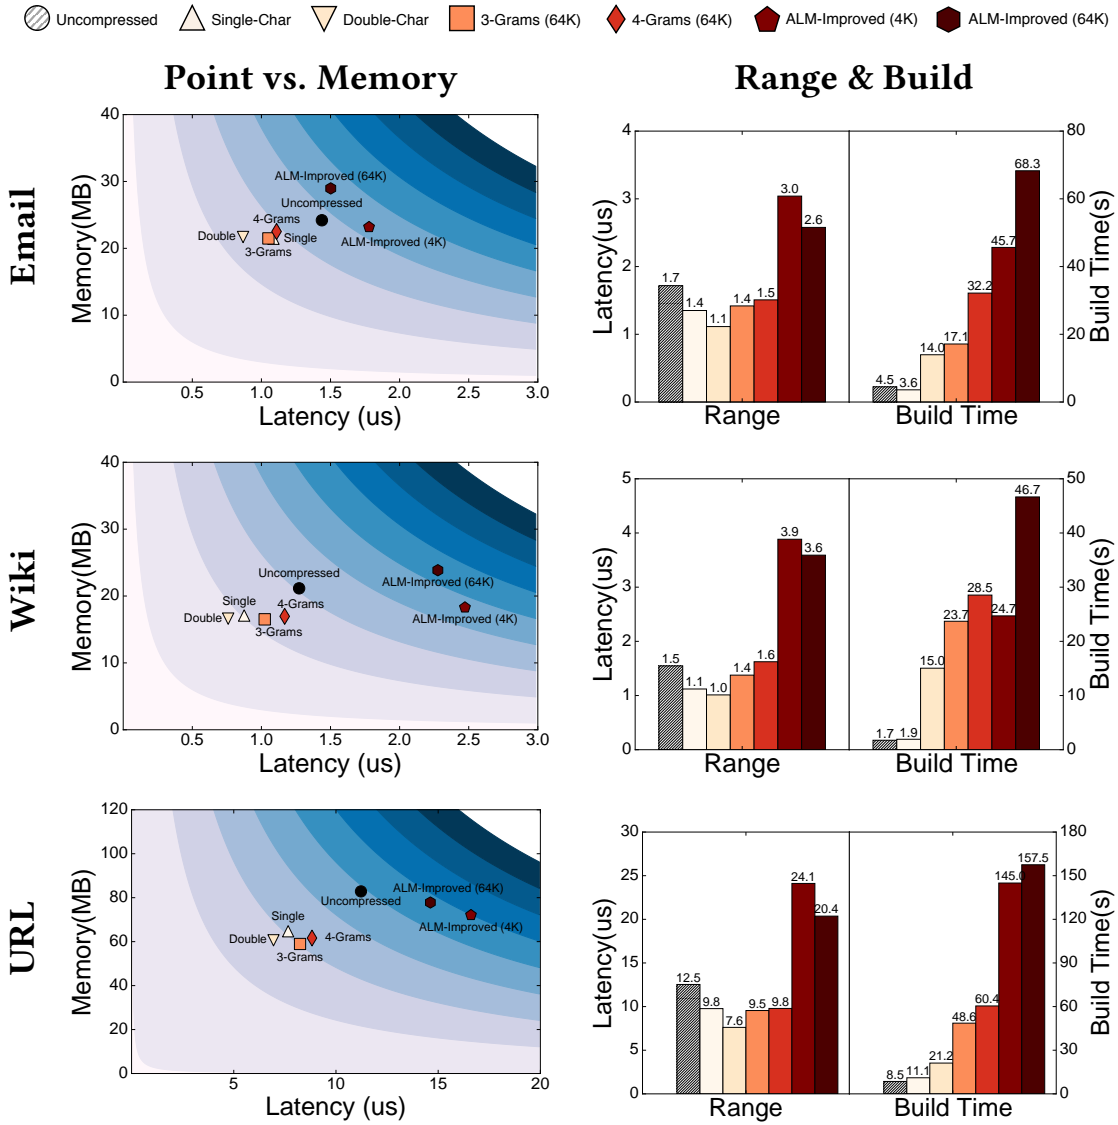 Uncompressed Single-Char Double-Char 3-Grams (64K) 4-Grams (64K) ALM-Improved (4K) ALM-Improved (64K)
Point vs. Memory
Range & Build
Email
Memory(MB)
40
30
20
10
0
ALM-Improved (64K)
Uncompressed
4-Grams
Double
Single
ALM-Improved (4K)
3-Grams
0.5 1.0 1.5 2.0 2.5 3.0
Latency (us)
Latency(us)
4
3
2
1
0
1.7 1.4 1.1 1.4 1.5 3.0 2.6
Range
4.5 3.6 14.0 17.1 32.2 45.7 68.3
Build Time
80
60
40
20
0
Build Time(s)
Wiki
Memory(MB)
40
30
20
10
0
Uncompressed
ALM-Improved (64K)
Single
4-Grams
Double
ALM-Improved (4K)
3-Grams
0.5 1.0 1.5 2.0 2.5 3.0
Latency (us)
Latency(us)
5
4
3
2
1
0
1.5 1.1 1.0 1.4 1.6 3.9 3.6
Range
1.7 1.9 15.0 23.7 28.5 24.7 46.7
Build Time
50
40
30
20
10
0
Build Time(s)
URL
Memory(MB)
120
100
80
60
40
20
0
ALM-Improved (64K)
Uncompressed
Single
ALM-Improved (4K)
Double
4-Grams
3-Grams
5 10 15 20
Latency (us)
Latency(us)
30
25
20
15
10
5
0
12.5 9.8 7.6 9.5 9.8 24.1 20.4
Range
8.5 11.1 21.2 48.6 60.4 145.0 157.5
Build Time
180
150
120
90
60
30
0
Build Time(s)